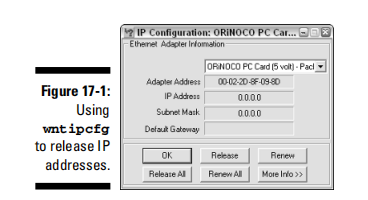 IP Configuration: ORiNOCO PC Car...
Ethernet Adapter Information
ORiNOCO PC Card (5 volt) - Pacl
Adapter Address 00-02-2D-8F-09-8D
IP Address 0.0.0.0
Subnet Mask 0.0.0.0
Default Gateway
OK Release Renew
Release All Renew All More Info >>
Figure 17-1:
Using
wntipcfg
to release IP
addresses.